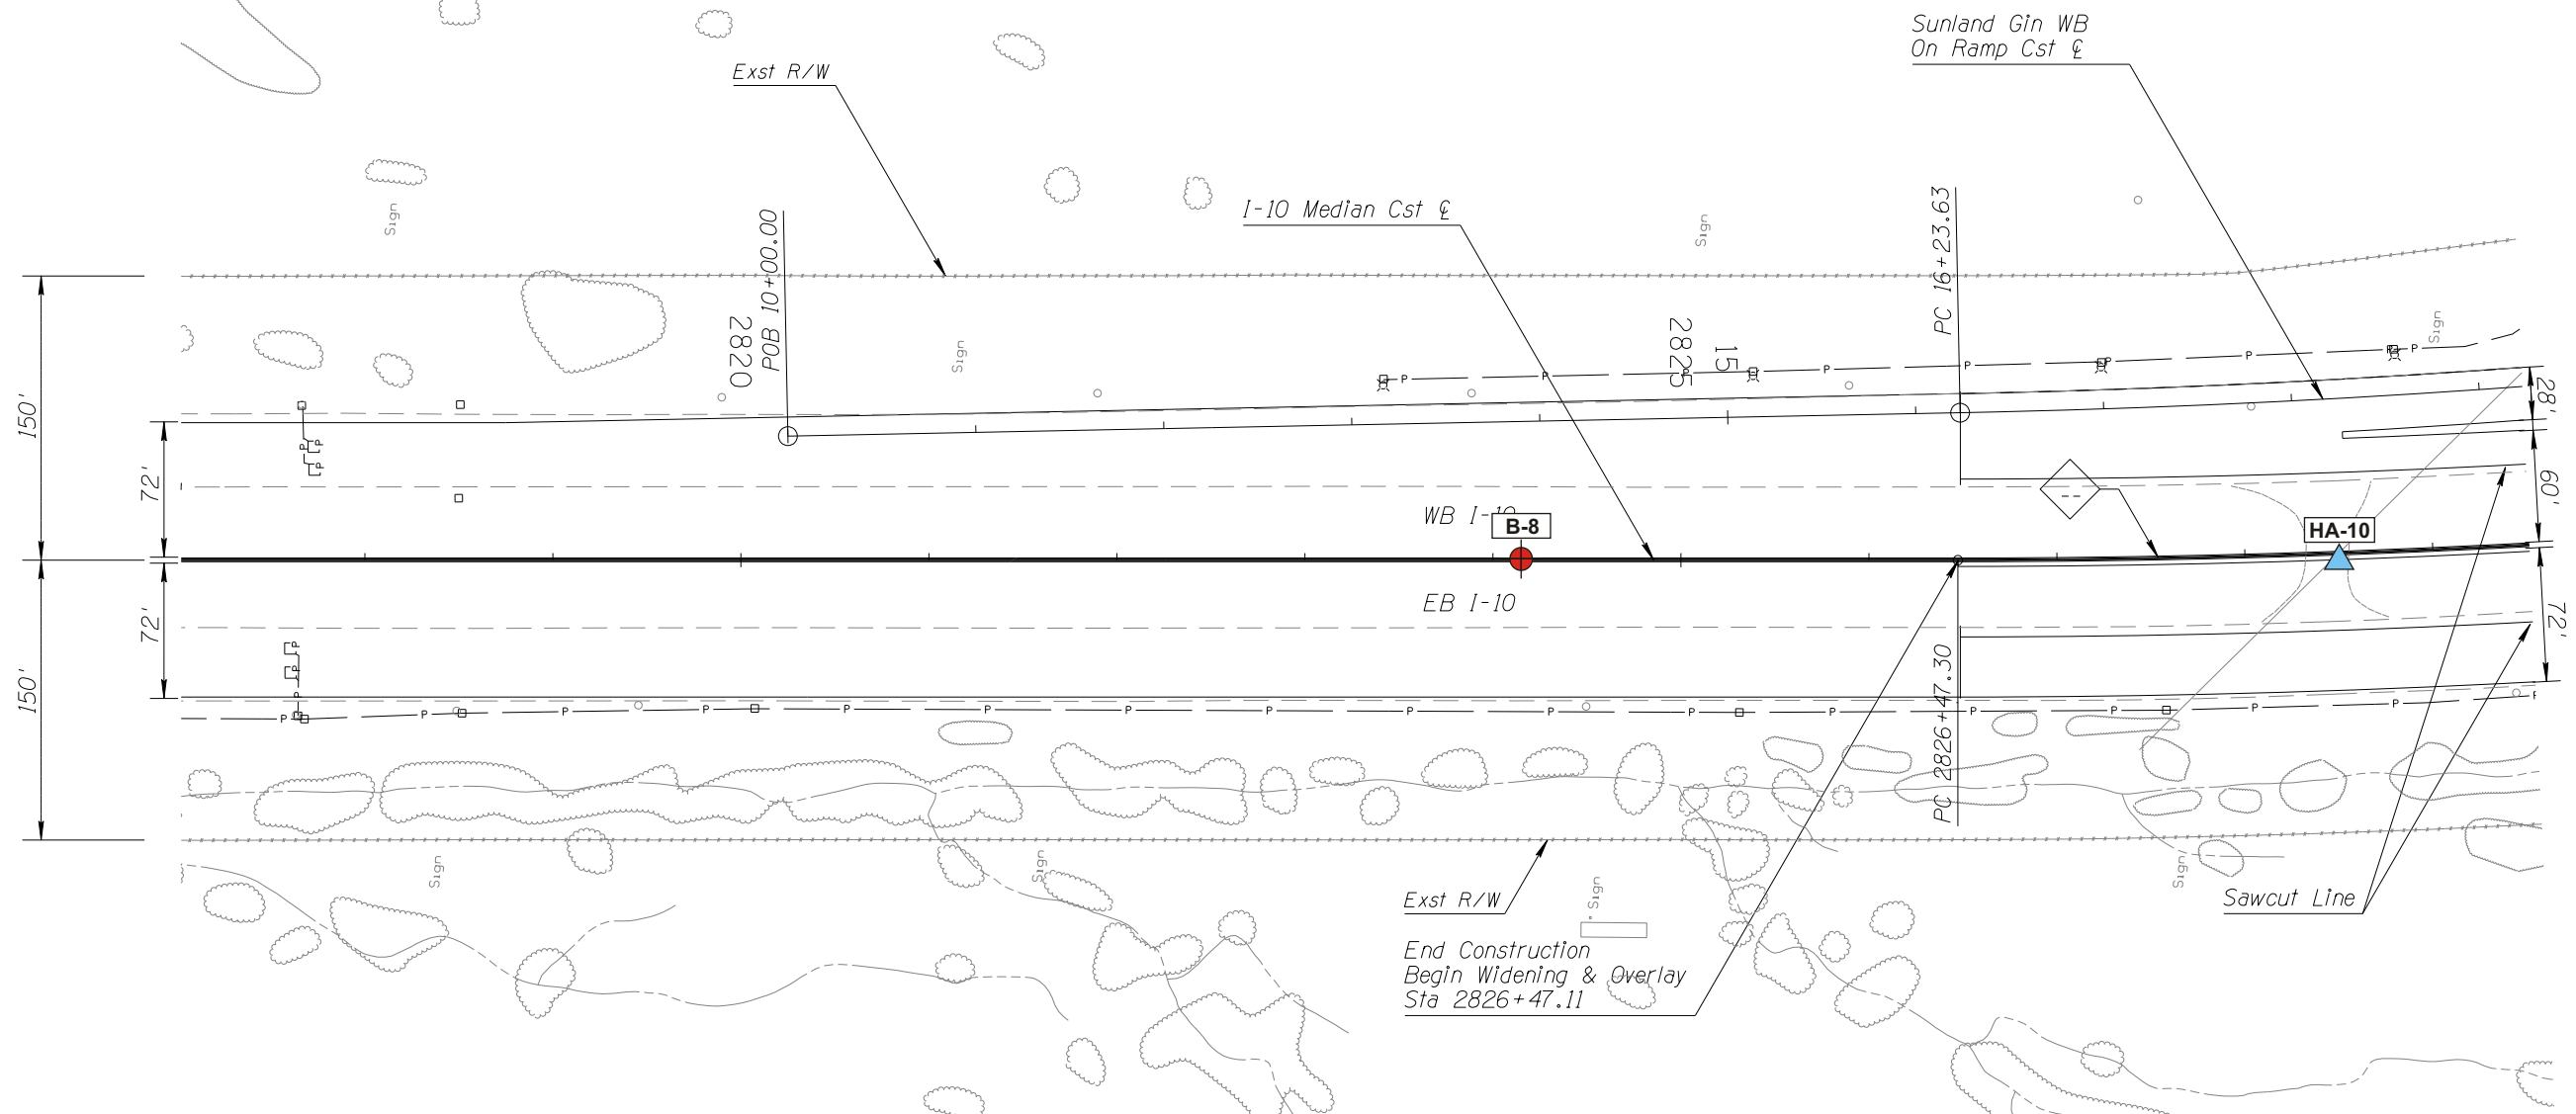 Sunland Gin WB
On Ramp Cst ℄
Exst R/W
I-10 Median Cst ℄
Sign
Sign
Sign
Sign
POB 10+00.00
2820
PC 16+23.63
2825
15
P P P P P P P P
150'
72'
28'
60'
P P P
WB I-10
B-8
--
HA-10
EB I-10
72'
72'
150'
P P P
P P P P P P P P P P P P P P P P
PC 2826+47.30
Sign
Sign
Sign
Sign
Exst R/W
Sawcut Line
End Construction
Begin Widening & Overlay
Sta 2826+47.11